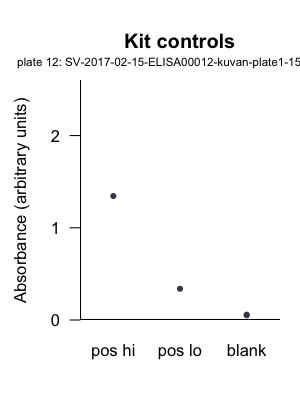 Kit controls
plate 12: SV-2017-02-15-ELISA00012-kuvan-plate1-15
Absorbance (arbitrary units)
2
1
0
pos hi pos lo blank